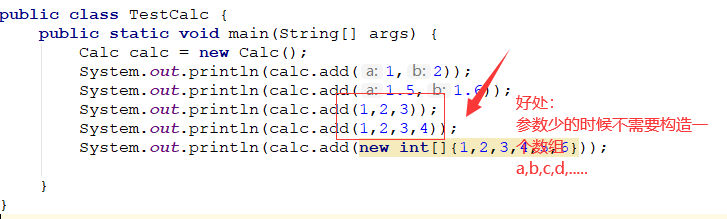 public class TestCalc {
public static void main(String[] args) {
Calc calc = new Calc();
System.out.println(calc.add( a: 1, b: 2));
System.out.println(calc.add( a: 1.5, b: 1.6));
System.out.println(calc.add(1,2,3));
System.out.println(calc.add(1,2,3,4));
System.out.println(calc.add(new int[]{1,2,3,4,5,6}));
}
}
好处：
参数少的时候不需要构造一
个数组
a,b,c,d,.....